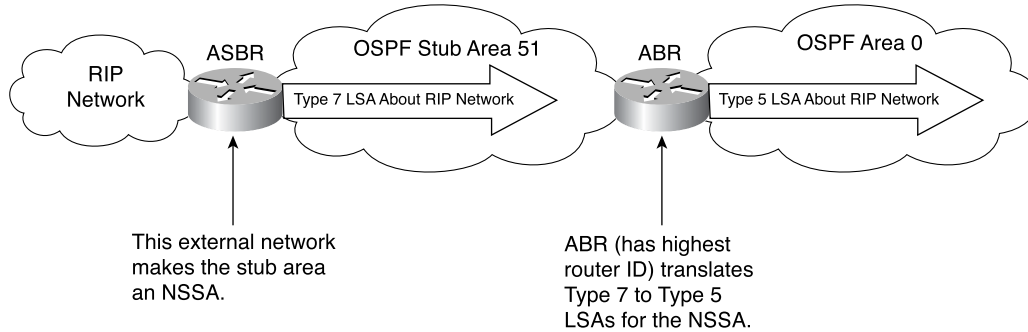 RIP
Network
ASBR
OSPF Stub Area 51
Type 7 LSA About RIP Network
ABR
OSPF Area 0
Type 5 LSA About RIP Network
This external network
makes the stub area
an NSSA.
ABR (has highest
router ID) translates
Type 7 to Type 5
LSAs for the NSSA.